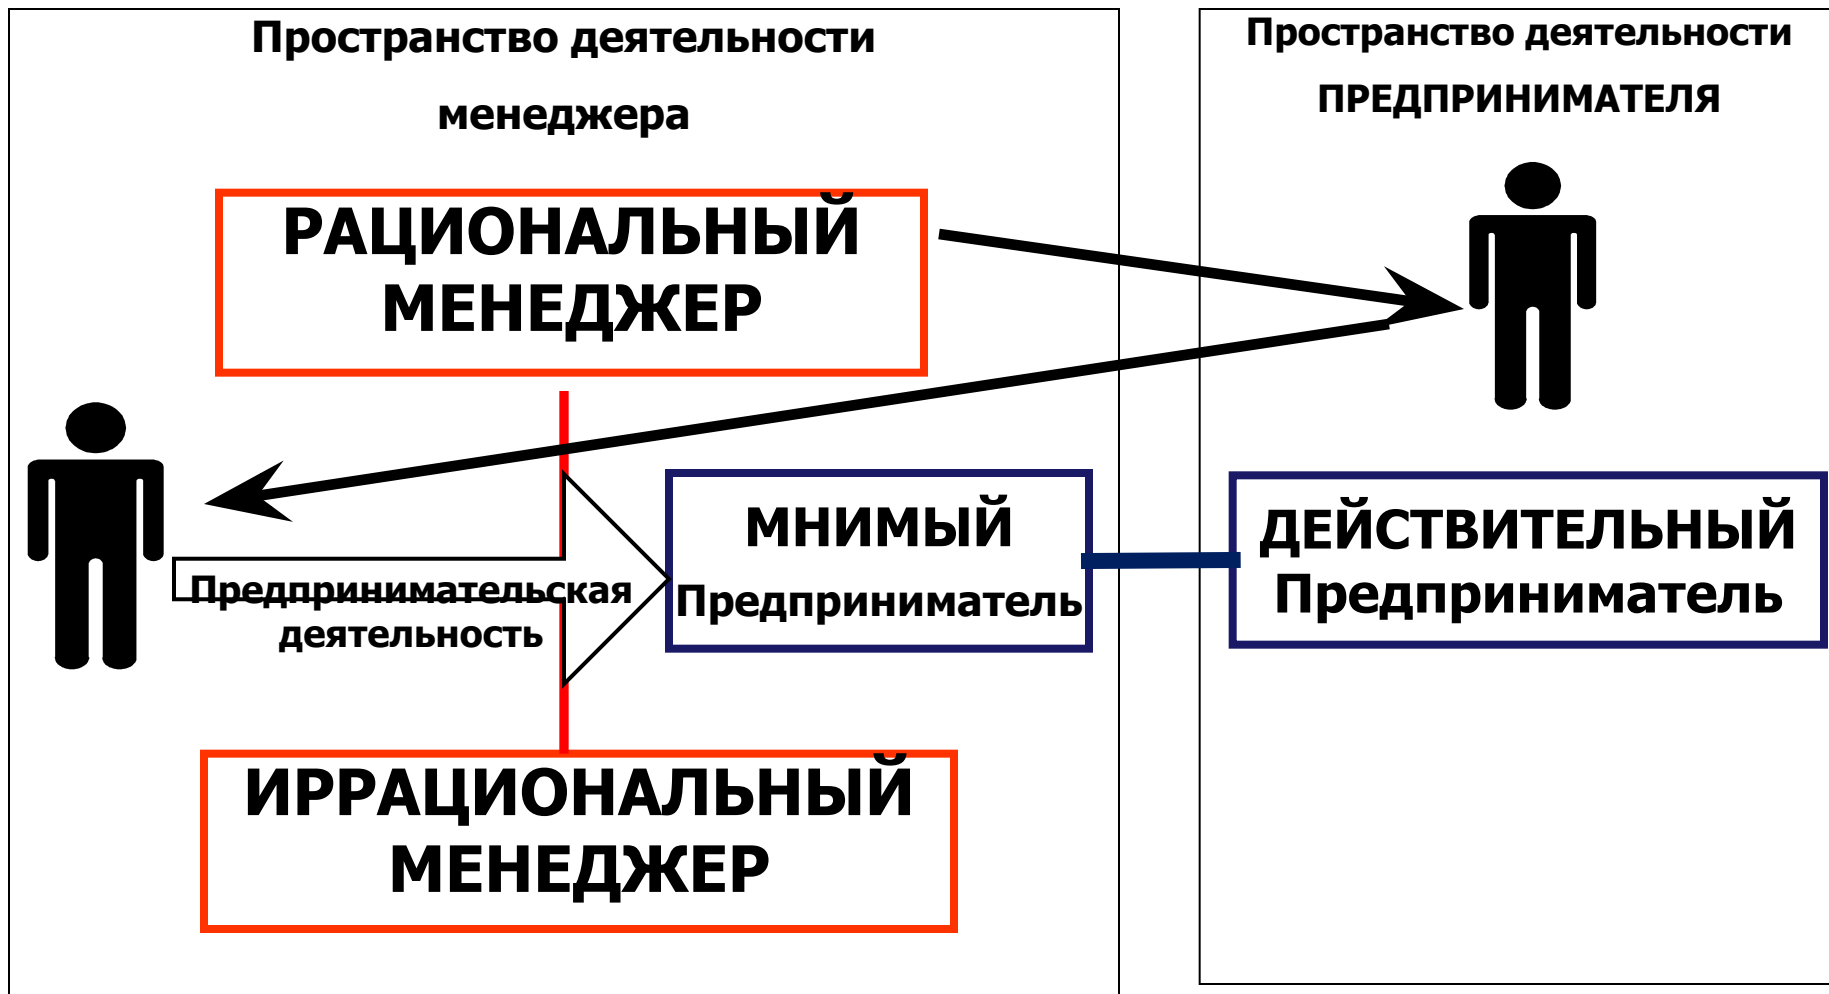 Пространство деятельности
менеджера
Пространство деятельности
ПРЕДПРИНИМАТЕЛЯ
РАЦИОНАЛЬНЫЙ
МЕНЕДЖЕР
Предпринимательская
деятельность
МНИМЫЙ
Предприниматель
ДЕЙСТВИТЕЛЬНЫЙ
Предприниматель
ИРРАЦИОНАЛЬНЫЙ
МЕНЕДЖЕР